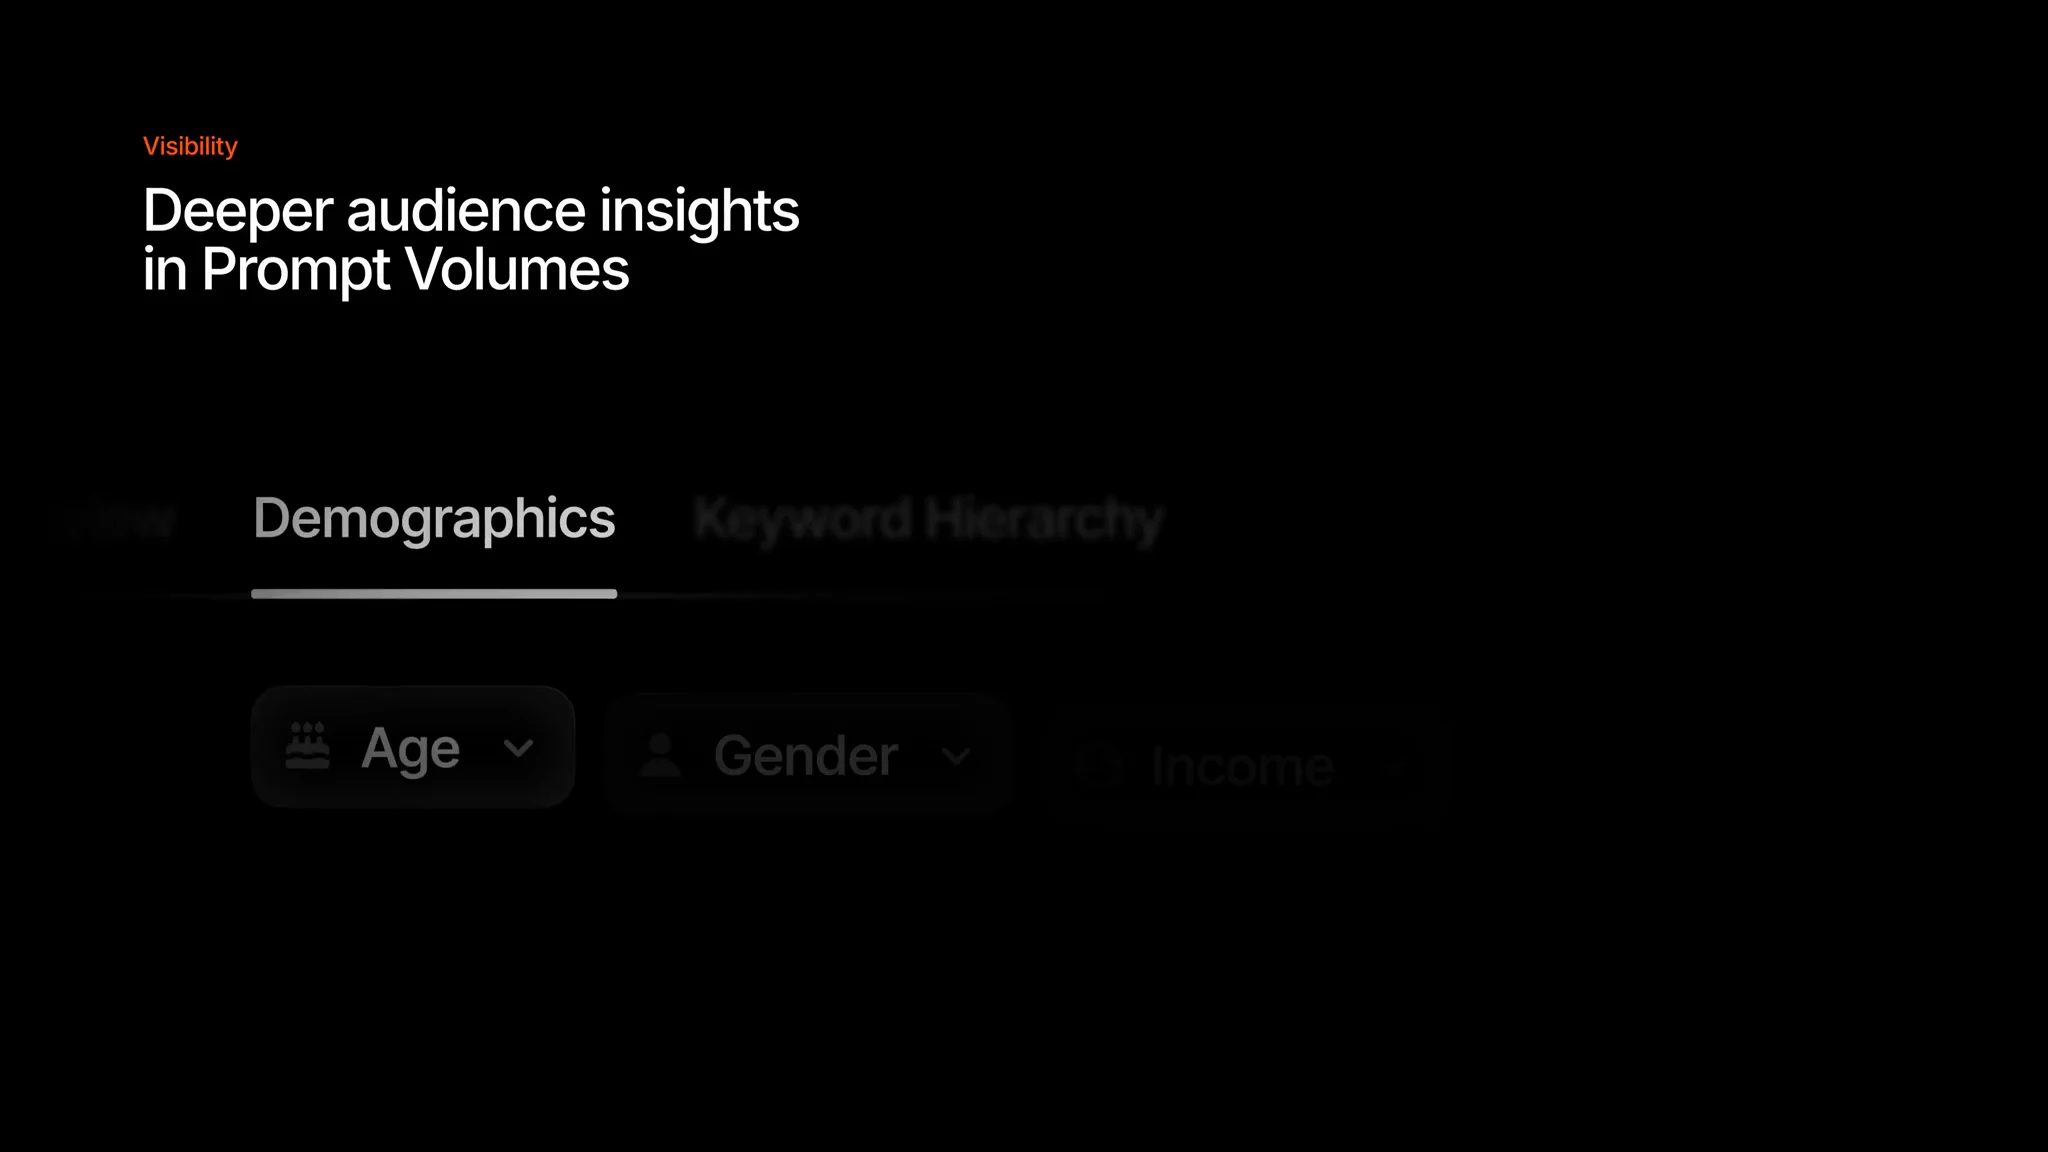 Visibility
Deeper audience insights
in Prompt Volumes
Demographics Keyword Hierarchy
Age Gender Income